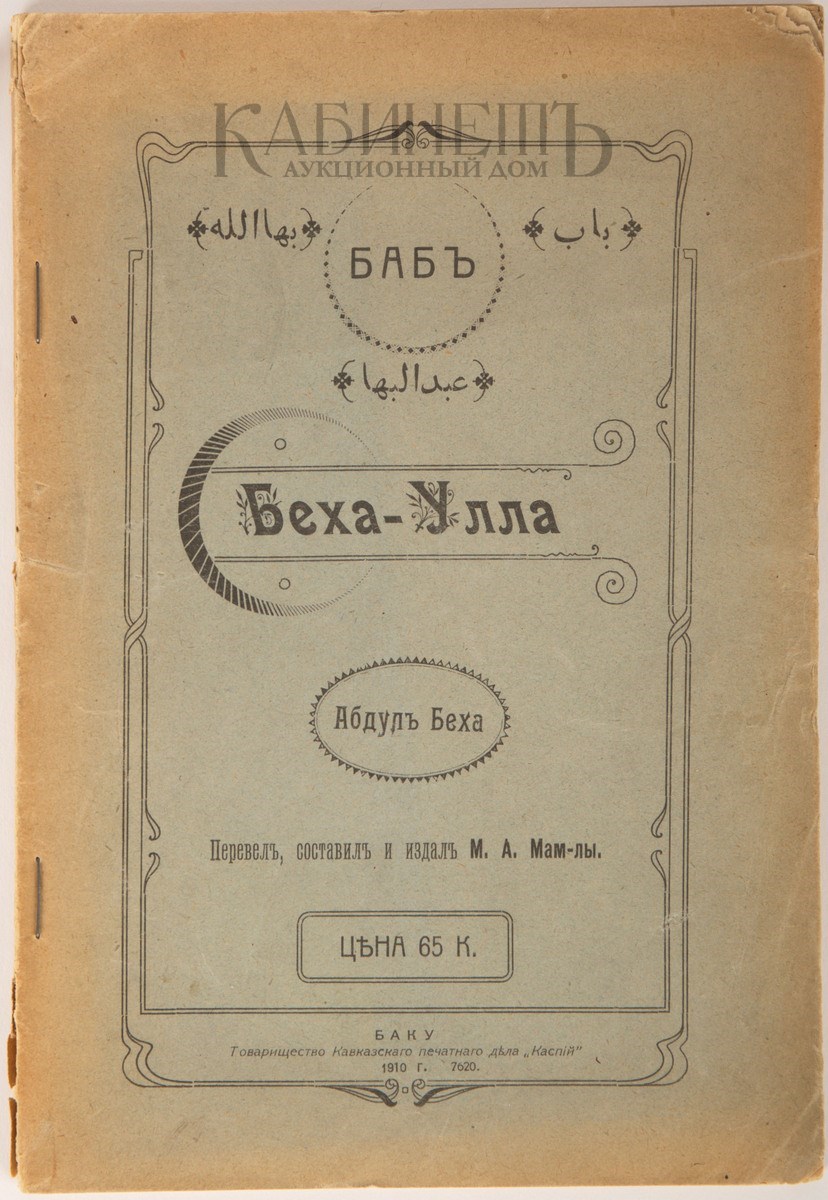 КАБИНЕТЪ
АУКЦИОННЫЙ ДОМ
بهاالله
باب
БАБЪ
عبدالبها
Беха-Улла
Абдулъ Беха
Перевелъ, составилъ и издалъ М. А. Мам-лы.
ЦѢНА 65 К.
БАКУ
Товарищество Кавказскаго печатнаго дѣла „Каспій"
1910 г. 7620.